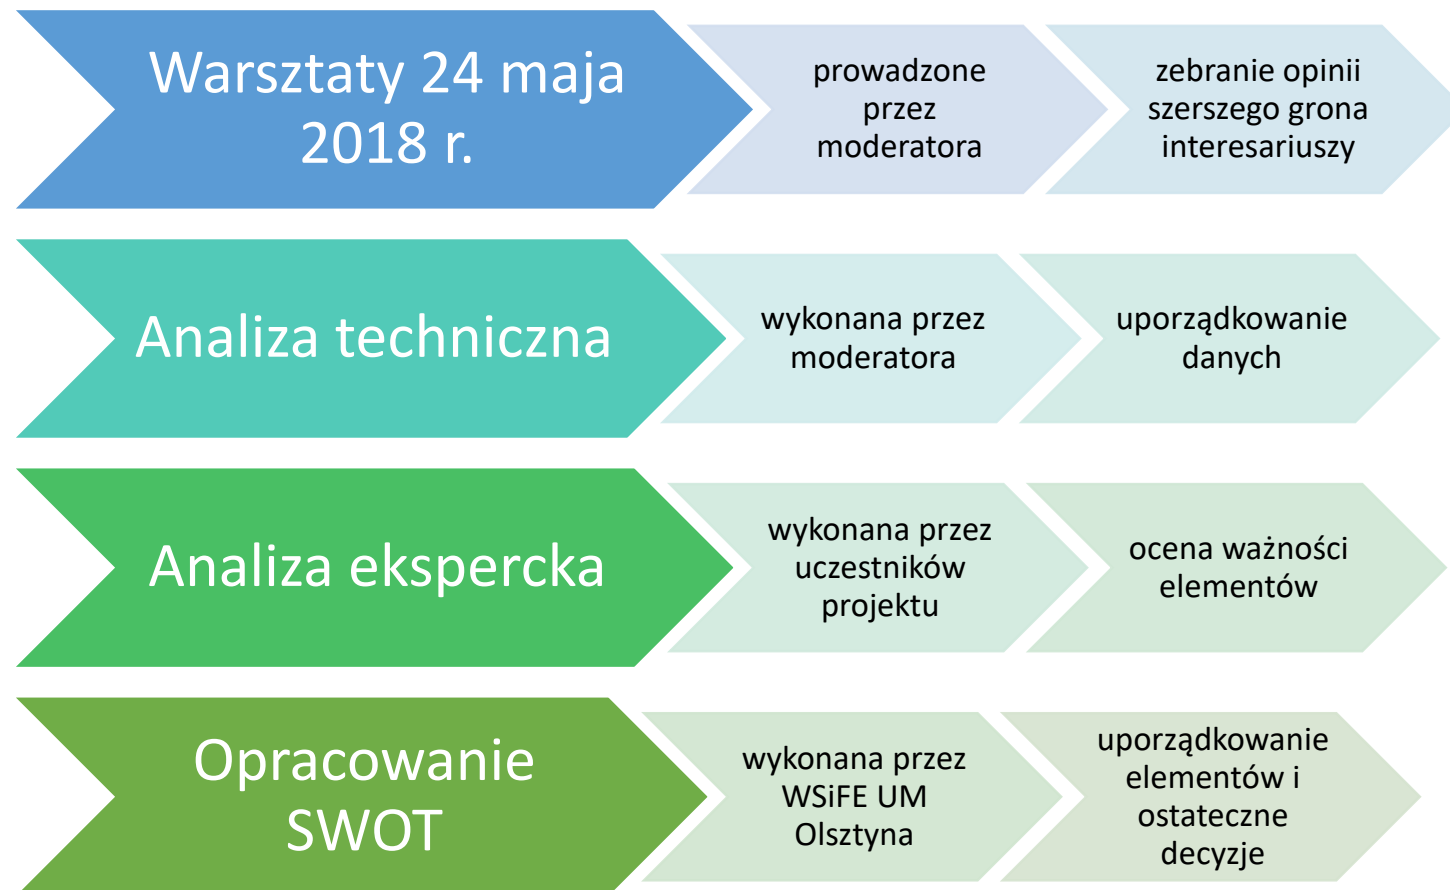 Warsztaty 24 maja
2018 r.
prowadzone
przez
moderatora
zebranie opinii
szerszego grona
interesariuszy
Analiza techniczna
wykonana przez
moderatora
uporządkowanie
danych
Analiza ekspercka
wykonana przez
uczestników
projektu
ocena ważności
elementów
Opracowanie
SWOT
wykonana przez
WSiFE UM
Olsztyna
uporządkowanie
elementów i
ostateczne
decyzje